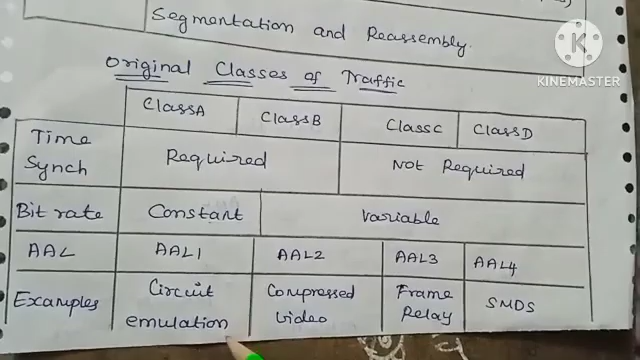 Segmentation and Reassembly.
KINEMASTER
Original Classes of Traffic
ClassA ClassB ClassC ClassD
Time Synch Required Not Required
Bit rate Constant Variable
AAL AAL1 AAL2 AAL3 AAL4
Examples Circuit emulation Compressed Video Frame Relay SMDS